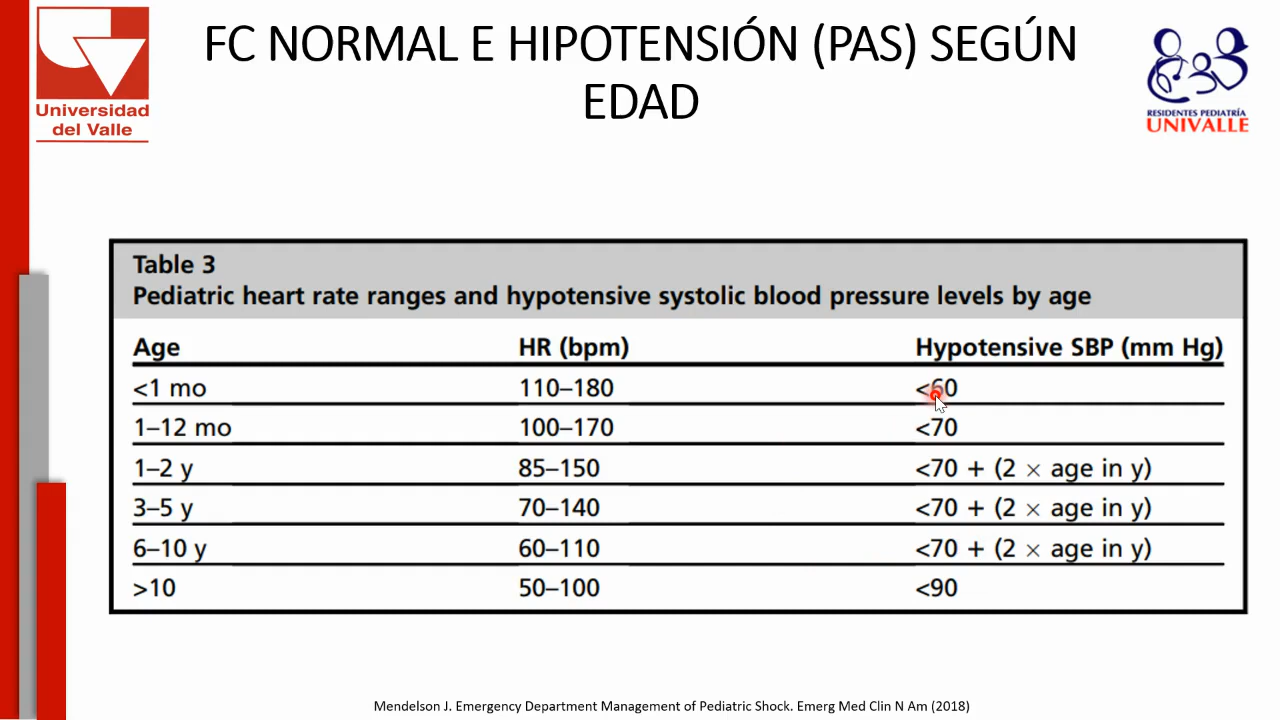 FC NORMAL E HIPOTENSIÓN (PAS) SEGÚN
EDAD
Universidad
del Valle
RESIDENTES PEDIATRÍA
UNIVALLE
Table 3
Pediatric heart rate ranges and hypotensive systolic blood pressure levels by age
Age HR (bpm) Hypotensive SBP (mm Hg)
<1 mo 110–180 <60
1–12 mo 100–170 <70
1–2 y 85–150 <70 + (2 × age in y)
3–5 y 70–140 <70 + (2 × age in y)
6–10 y 60–110 <70 + (2 × age in y)
>10 50–100 <90
Mendelson J. Emergency Department Management of Pediatric Shock. Emerg Med Clin N Am (2018)